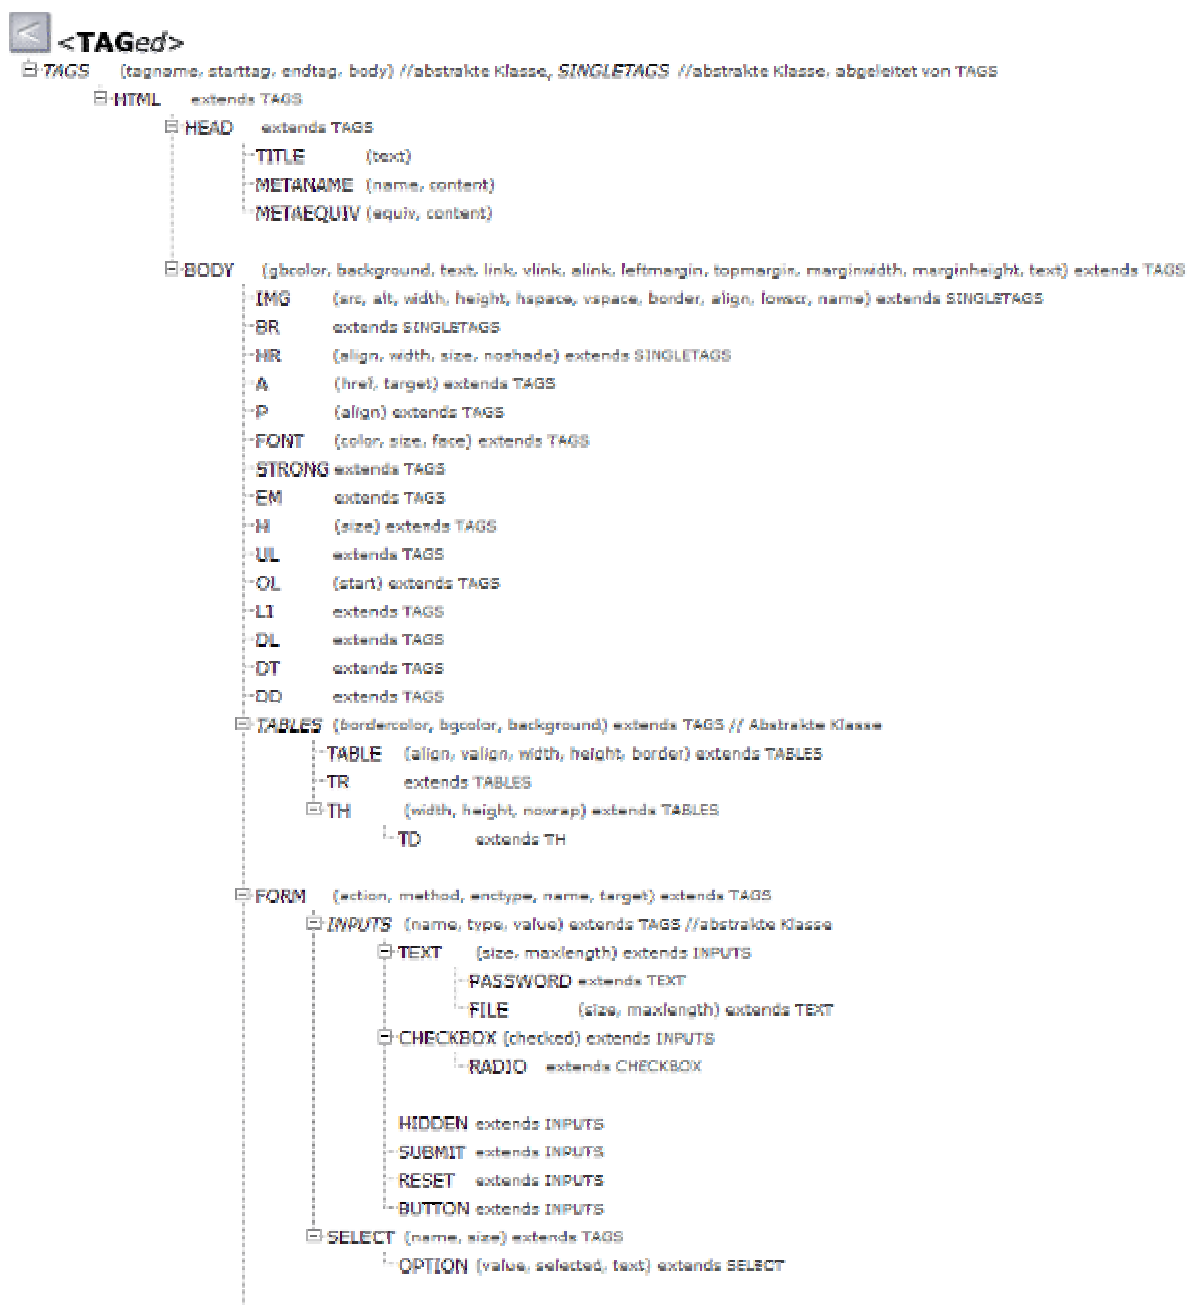 <TAGed>
TAGS (tagname, starttag, endtag, body) //abstrakte Klasse, SINGLETAGS //abstrakte Klasse, abgeleitet von TAGS
HTML extends TAGS
HEAD extends TAGS
TITLE (text)
METANAME (name, content)
METAEQUIV (equiv, content)
BODY (gbcolor, background, text, link, vlink, alink, leftmargin, topmargin, marginwidth, marginheight, text) extends TAGS
IMG (src, alt, width, height, hspace, vspace, border, align, lowscr, name) extends SINGLETAGS
BR extends SINGLETAGS
HR (align, width, size, noshade) extends SINGLETAGS
A (href, target) extends TAGS
P (align) extends TAGS
FONT (color, size, face) extends TAGS
STRONG extends TAGS
EM extends TAGS
H (size) extends TAGS
UL extends TAGS
OL (start) extends TAGS
LI extends TAGS
DL extends TAGS
DT extends TAGS
DD extends TAGS
TABLES (bordercolor, bgcolor, background) extends TAGS // Abstrakte Klasse
TABLE (align, valign, width, height, border) extends TABLES
TR extends TABLES
TH (width, height, nowrap) extends TABLES
TD extends TH
FORM (action, method, enctype, name, target) extends TAGS
INPUTS (name, type, value) extends TAGS //abstrakte Klasse
TEXT (size, maxlength) extends INPUTS
PASSWORD extends TEXT
FILE (size, maxlength) extends TEXT
CHECKBOX (checked) extends INPUTS
RADIO extends CHECKBOX
HIDDEN extends INPUTS
SUBMIT extends INPUTS
RESET extends INPUTS
BUTTON extends INPUTS
SELECT (name, size) extends TAGS
OPTION (value, selected, text) extends SELECT